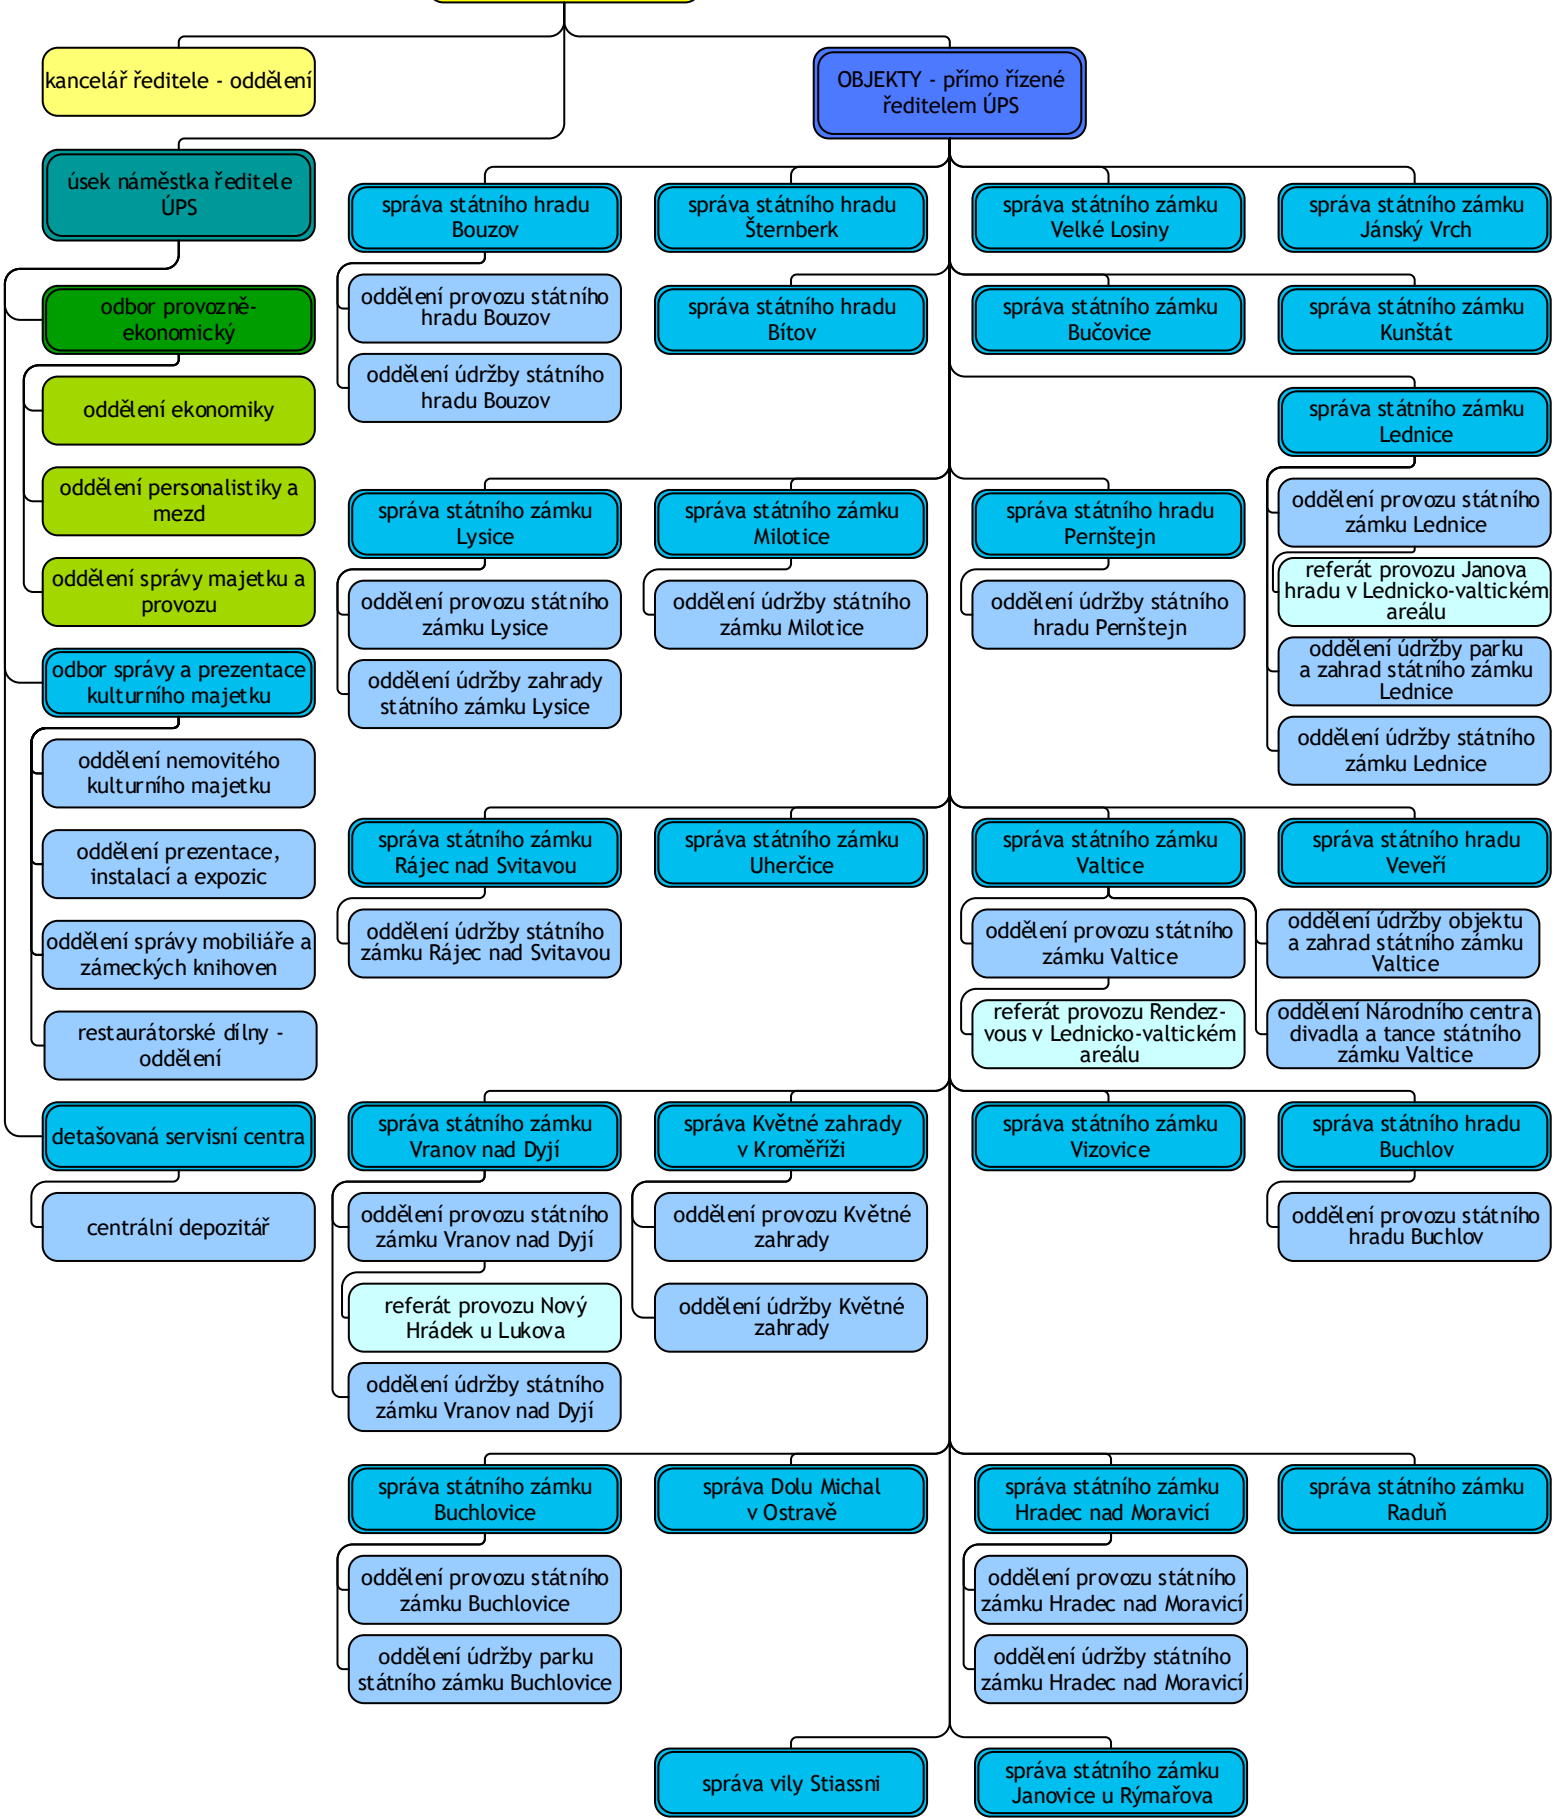 kancelář ředitele - oddělení
OBJEKTY - přímo řízené
ředitelem ÚPS
úsek náměstka ředitele
ÚPS
odbor provozně-
ekonomický
oddělení ekonomiky
oddělení personalistiky a
mezd
oddělení správy majetku a
provozu
odbor správy a prezentace
kulturního majetku
oddělení nemovitého
kulturního majetku
oddělení prezentace,
instalací a expozic
oddělení správy mobiliáře a
zámeckých knihoven
restaurátorské dílny -
oddělení
detašovaná servisní centra
centrální depozitář
správa státního hradu
Bouzov
oddělení provozu státního
hradu Bouzov
oddělení údržby státního
hradu Bouzov
správa státního hradu
Šternberk
správa státního zámku
Velké Losiny
správa státního zámku
Jánský Vrch
správa státního hradu
Bítov
správa státního zámku
Bučovice
správa státního zámku
Kunštát
správa státního zámku
Lednice
oddělení provozu státního
zámku Lednice
referát provozu Janova
hradu v Lednicko-valtickém
areálu
oddělení údržby parku
a zahrad státního zámku
Lednice
oddělení údržby státního
zámku Lednice
správa státního zámku
Lysice
oddělení provozu státního
zámku Lysice
oddělení údržby zahrady
státního zámku Lysice
správa státního zámku
Milotice
oddělení údržby státního
zámku Milotice
správa státního hradu
Pernštejn
oddělení údržby státního
hradu Pernštejn
správa státního zámku
Rájec nad Svitavou
oddělení údržby státního
zámku Rájec nad Svitavou
správa státního zámku
Uherčice
správa státního zámku
Valtice
oddělení provozu státního
zámku Valtice
referát provozu Rendez-
vous v Lednicko-valtickém
areálu
oddělení údržby objektu
a zahrad státního zámku
Valtice
oddělení Národního centra
divadla a tance státního
zámku Valtice
správa státního hradu
Veveří
správa státního zámku
Vranov nad Dyjí
oddělení provozu státního
zámku Vranov nad Dyjí
referát provozu Nový
Hrádek u Lukova
oddělení údržby státního
zámku Vranov nad Dyjí
správa Květné zahrady
v Kroměříži
oddělení provozu Květné
zahrady
oddělení údržby Květné
zahrady
správa státního zámku
Vizovice
správa státního hradu
Buchlov
oddělení provozu státního
hradu Buchlov
správa státního zámku
Buchlovice
oddělení provozu státního
zámku Buchlovice
oddělení údržby parku
státního zámku Buchlovice
správa Dolu Michal
v Ostravě
správa státního zámku
Hradec nad Moravicí
oddělení provozu státního
zámku Hradec nad Moravicí
oddělení údržby státního
zámku Hradec nad Moravicí
správa státního zámku
Raduň
správa vily Stiassni
správa státního zámku
Janovice u Rýmařova